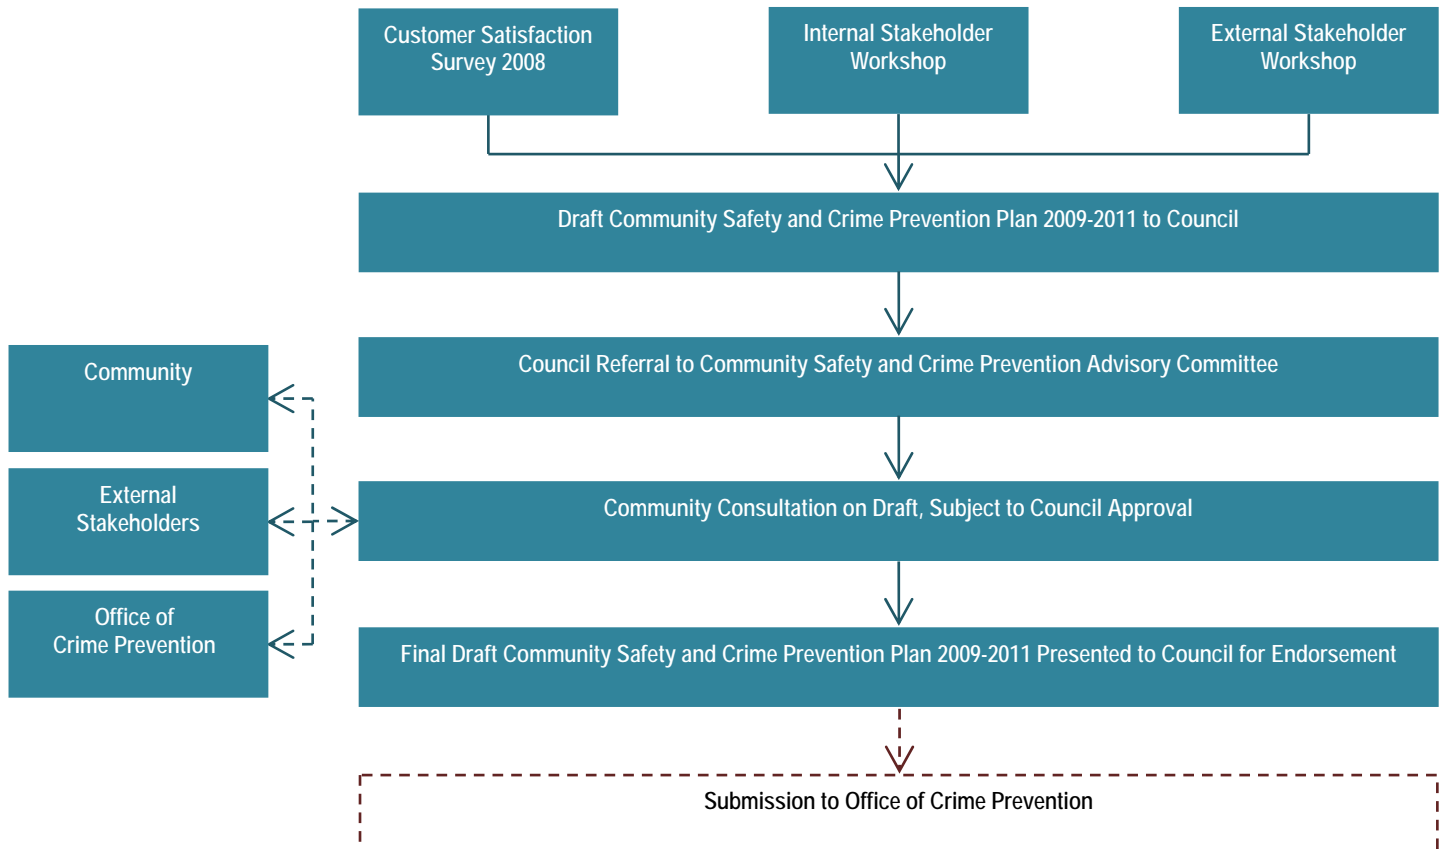 Customer Satisfaction
Survey 2008
Internal Stakeholder
Workshop
External Stakeholder
Workshop
Draft Community Safety and Crime Prevention Plan 2009-2011 to Council
Council Referral to Community Safety and Crime Prevention Advisory Committee
Community
External
Stakeholders
Community Consultation on Draft, Subject to Council Approval
Office of
Crime Prevention
Final Draft Community Safety and Crime Prevention Plan 2009-2011 Presented to Council for Endorsement
Submission to Office of Crime Prevention